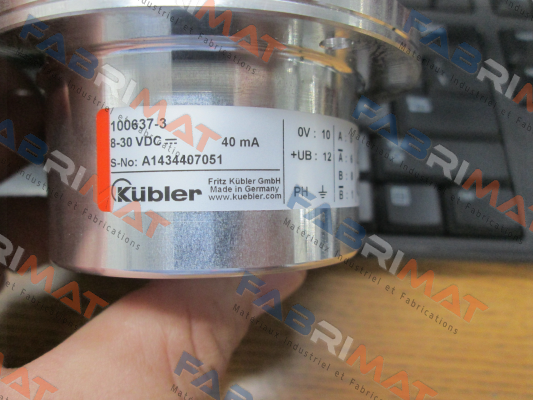 100637-3
8-30 VDC ⎓ 40 mA
S-No: A1434407051
Kübler
Fritz Kübler GmbH
Made in Germany
www.kuebler.com
0V : 10 A
+UB : 12 A
B
PH ⏚ B
FABRIMAT
Materiaux Industriel et Fabrications